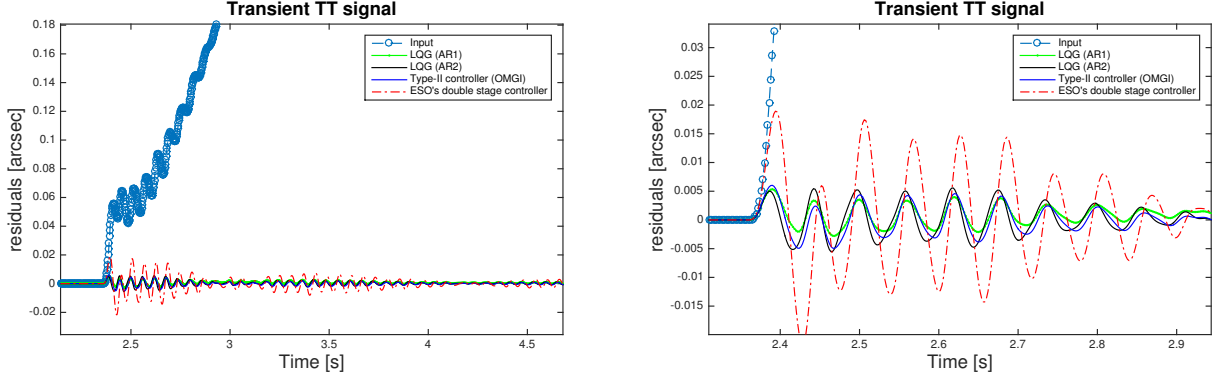 Transient TT signal
0.18
0.16
0.14
0.12
0.1
0.08
0.06
0.04
0.02
0
-0.02
residuals [arcsec]
Input
LQG (AR1)
LQG (AR2)
Type-II controller (OMGI)
ESO's double stage controller
2.5
3
3.5
4
4.5
Time [s]
Transient TT signal
0.03
0.025
0.02
0.015
0.01
0.005
0
-0.005
-0.01
-0.015
residuals [arcsec]
Input
LQG (AR1)
LQG (AR2)
Type-II controller (OMGI)
ESO's double stage controller
2.4
2.5
2.6
2.7
2.8
2.9
Time [s]